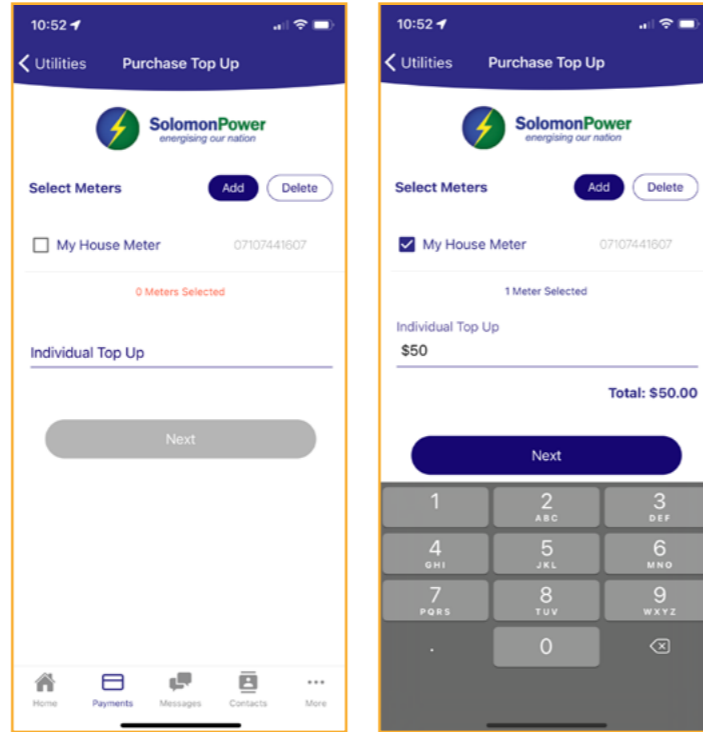 10:52
Utilities
Purchase Top Up
SolomonPower
energising our nation
Select Meters
Add
Delete
My House Meter
07107441607
0 Meters Selected
Individual Top Up
Next
Home
Payments
Messages
Contacts
More
10:52
Utilities
Purchase Top Up
SolomonPower
energising our nation
Select Meters
Add
Delete
My House Meter
07107441607
1 Meter Selected
Individual Top Up
$50
Total: $50.00
Next
1
2
ABC
3
DEF
4
GHI
5
JKL
6
MNO
7
PQRS
8
TUV
9
WXYZ
.
0